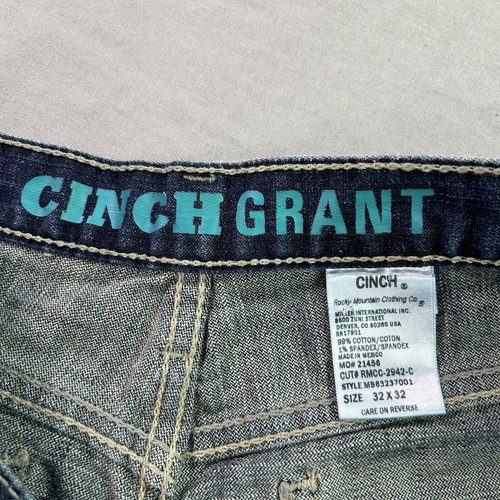 CINCH GRANT
CINCH®
Rocky Mountain Clothing Co.®
MILLER INTERNATIONAL INC.
8500 ZUNI STREET
DENVER, CO 80260 USA
RN17901
99% COTTON/COTON
1% SPANDEX/SPANDEX
MADE IN MEXICO
MO# 21456
CUT# RMCC-2942-C
STYLE MB63237001
SIZE 32 X 32
CARE ON REVERSE